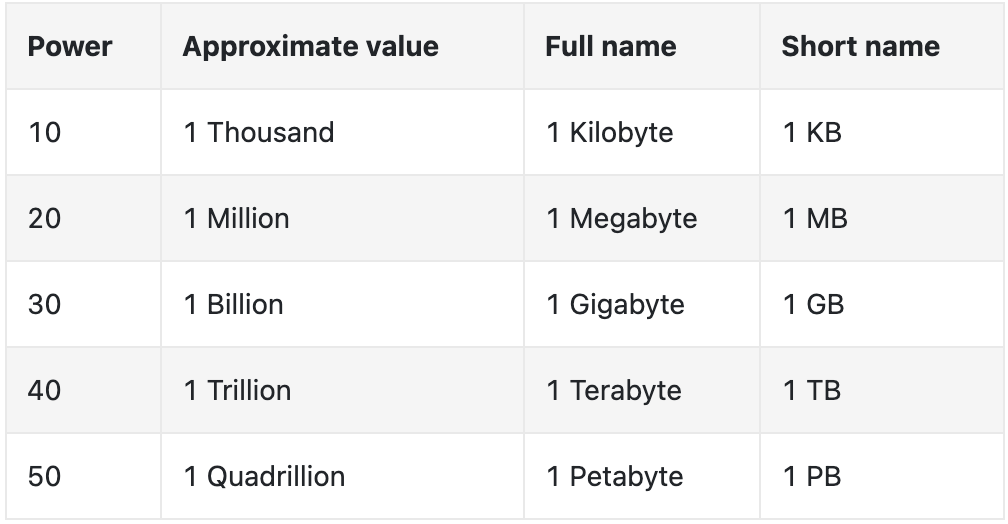 Power Approximate value Full name Short name
10 1 Thousand 1 Kilobyte 1 KB
20 1 Million 1 Megabyte 1 MB
30 1 Billion 1 Gigabyte 1 GB
40 1 Trillion 1 Terabyte 1 TB
50 1 Quadrillion 1 Petabyte 1 PB